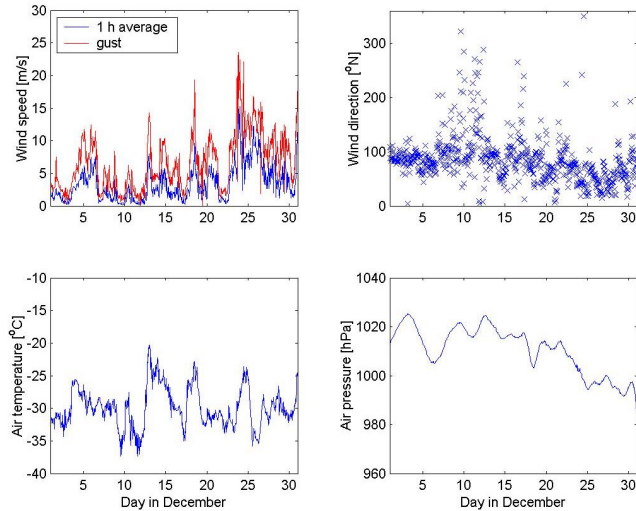 Wind speed [m/s]
30
25
20
15
10
5
0
1 h average
gust
5 10 15 20 25 30
Wind direction [°N]
300
200
100
0
5 10 15 20 25 30
Air temperature [°C]
-10
-15
-20
-25
-30
-35
-40
5 10 15 20 25 30
Day in December
Air pressure [hPa]
1040
1020
1000
980
960
5 10 15 20 25 30
Day in December